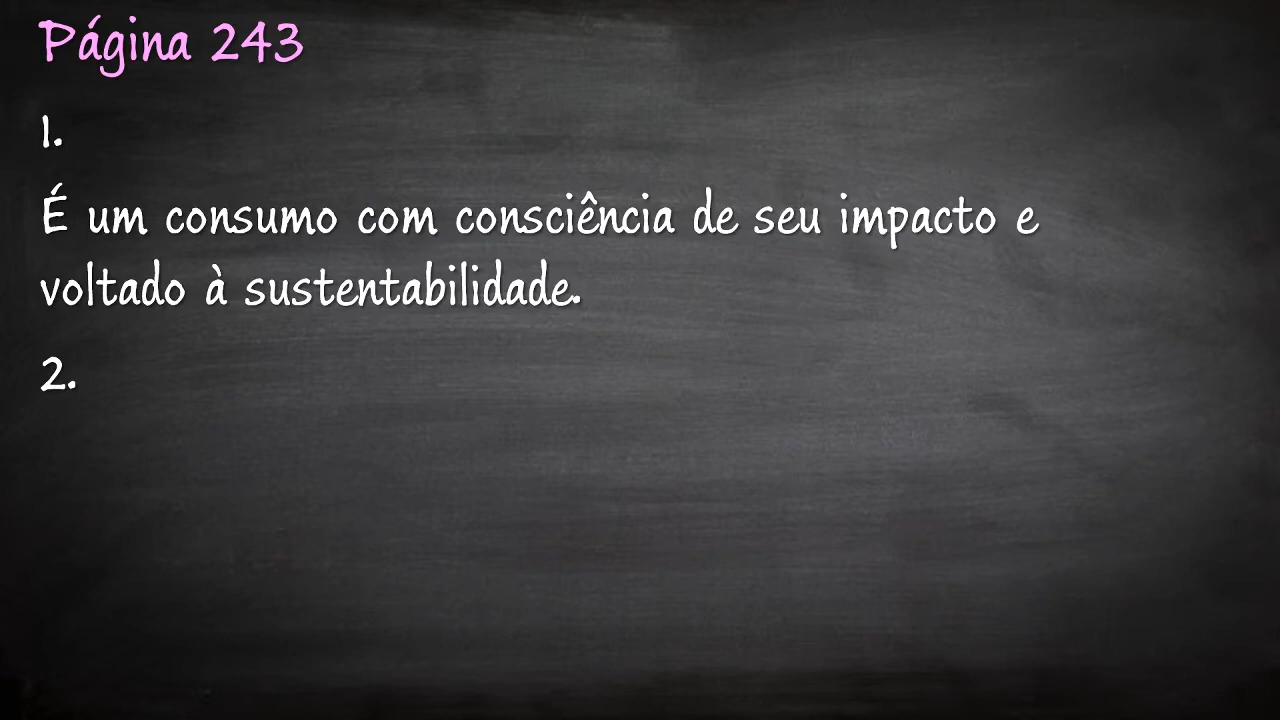 Página 243
1.
É um consumo com consciência de seu impacto e
voltado à sustentabilidade.
2.